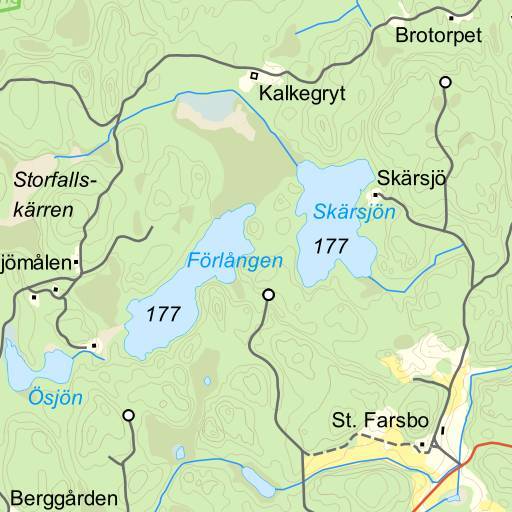 Brotorpet
Kalkegryt
Skärsjö
Storfalls-
kärren
Skärsjön
177
jömålen
Förlången
177
Ösjön
St. Farsbo
Berggården